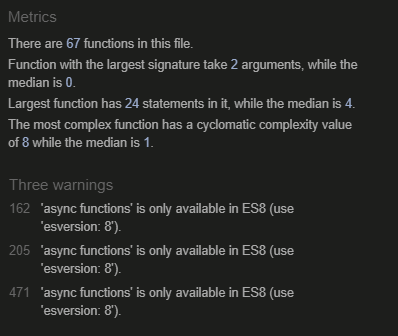 Metrics
There are 67 functions in this file.
Function with the largest signature take 2 arguments, while the
median is 0.
Largest function has 24 statements in it, while the median is 4.
The most complex function has a cyclomatic complexity value
of 8 while the median is 1.
Three warnings
162 'async functions' is only available in ES8 (use
'esversion: 8').
205 'async functions' is only available in ES8 (use
'esversion: 8').
471 'async functions' is only available in ES8 (use
'esversion: 8').